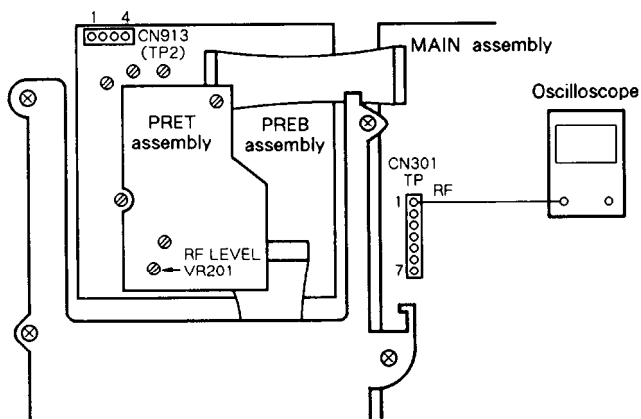 1 4
CN913
(TP2)
MAIN assembly
Oscilloscope
PRET
assembly
PREB
assembly
CN301
TP
1
RF
7
RF LEVEL
VR201